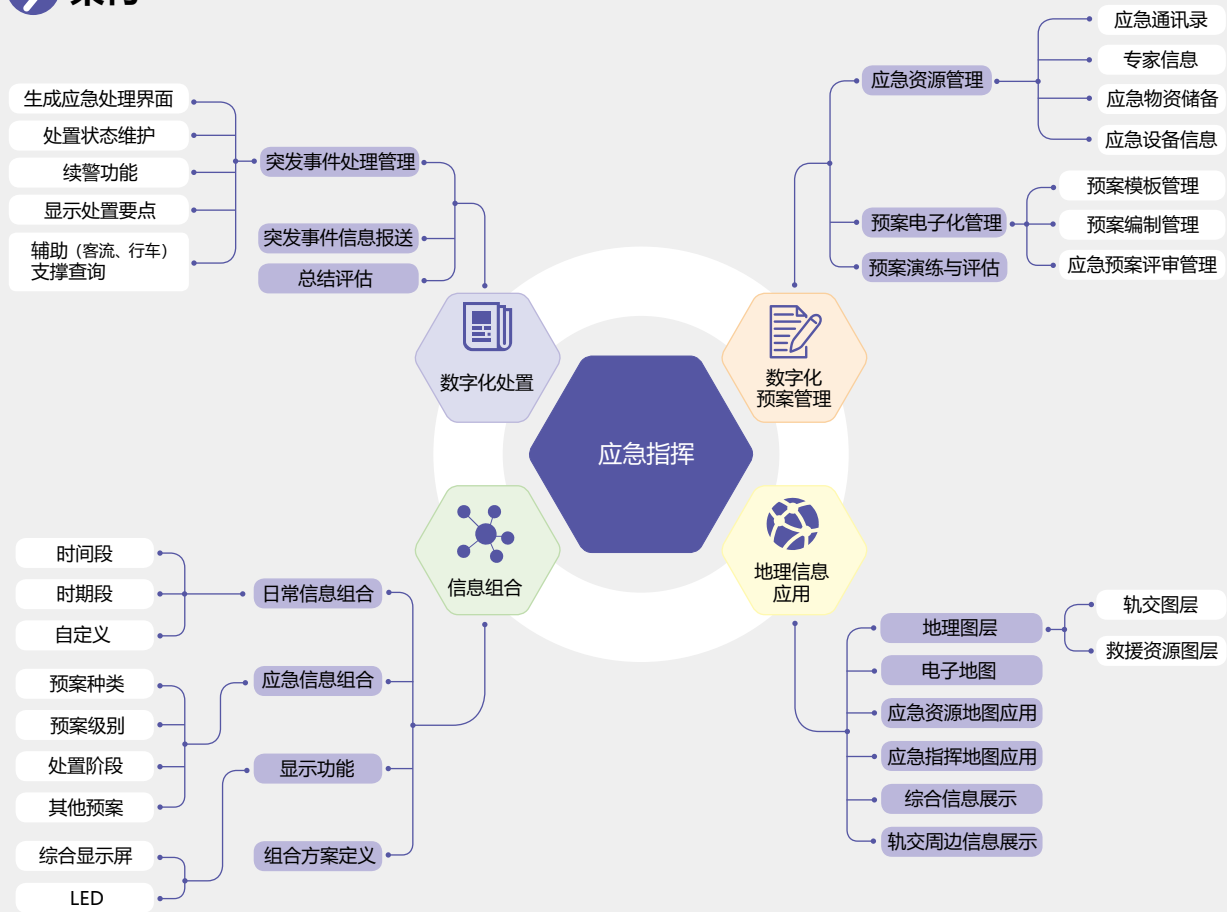 生成应急处理界面
处置状态维护
续警功能
显示处置要点
辅助（客流、行车）
支撑查询
突发事件处理管理
突发事件信息报送
总结评估
数字化处置
应急通讯录
专家信息
应急物资储备
应急设备信息
应急资源管理
预案模板管理
预案编制管理
应急预案评审管理
预案电子化管理
预案演练与评估
数字化
预案管理
应急指挥
信息组合
时间段
时期段
自定义
日常信息组合
预案种类
预案级别
处置阶段
其他预案
应急信息组合
显示功能
综合显示屏
LED
组合方案定义
地理信息
应用
地理图层
轨交图层
救援资源图层
电子地图
应急资源地图应用
应急指挥地图应用
综合信息展示
轨交周边信息展示